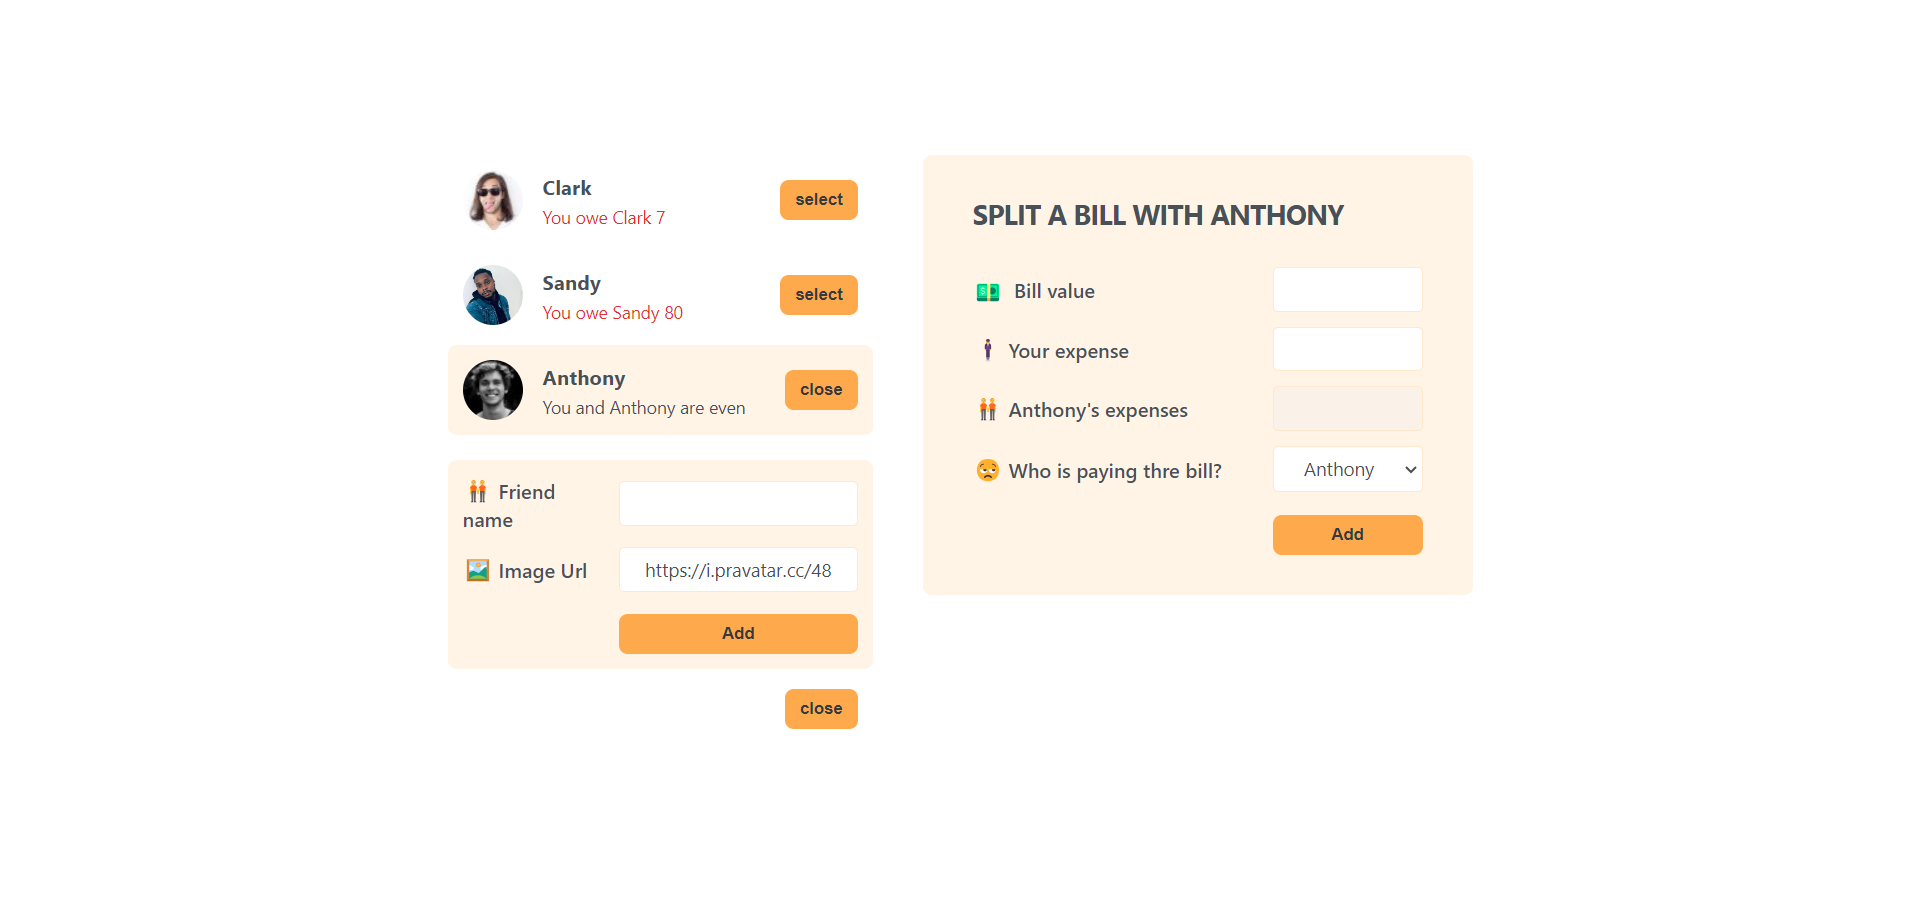 Clark
You owe Clark 7
select
Sandy
You owe Sandy 80
select
Anthony
You and Anthony are even
close
Friend
name
Image Url
https://i.pravatar.cc/48
Add
close
SPLIT A BILL WITH ANTHONY
Bill value
Your expense
Anthony's expenses
Who is paying thre bill?
Anthony
Add